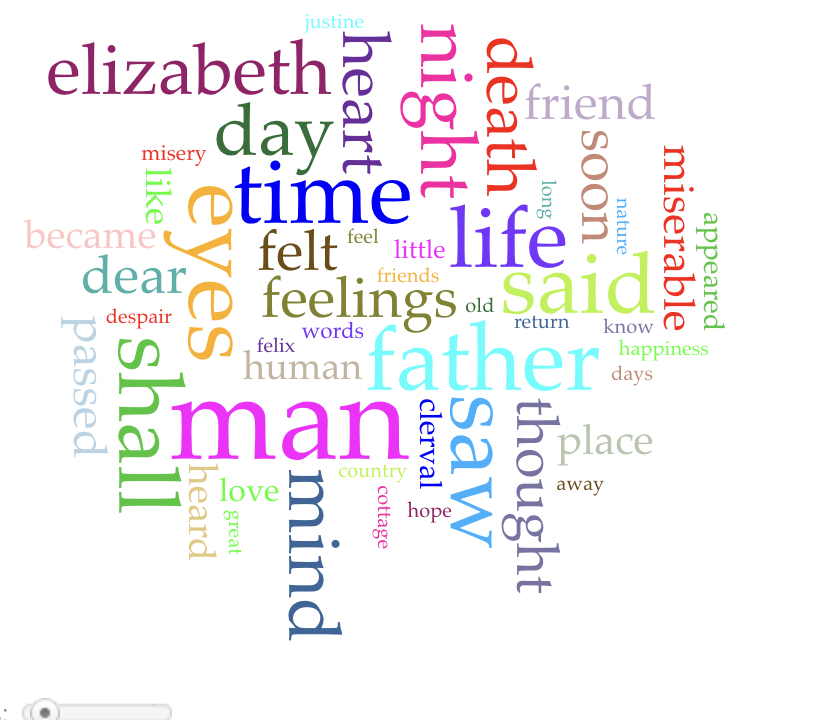 justine
elizabeth
heart
night
death
friend
day
soon
misery
like
time
miserable
long
nature
eyes
became
felt
feel
little
life
appeared
dear
friends
feelings
old
said
despair
words
return
know
passed
felix
human
father
happiness
days
shall
man
clerval
saw
thought
place
heard
love
great
mind
country
cottage
hope
away
: